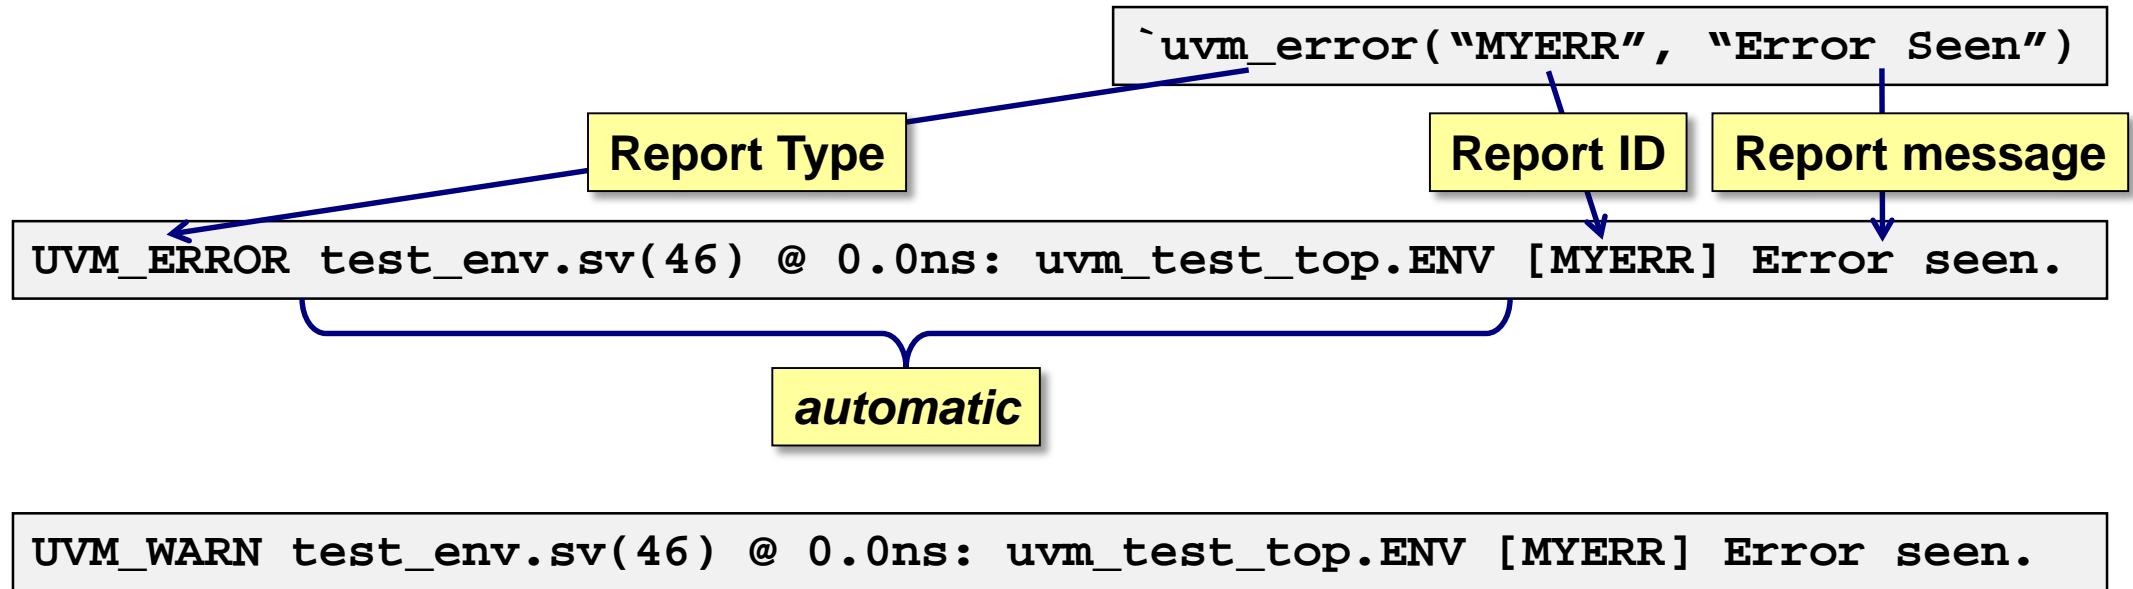 `uvm_error(“MYERR”, “Error Seen”)
Report Type
Report ID
Report message
UVM_ERROR test_env.sv(46) @ 0.0ns: uvm_test_top.ENV [MYERR] Error seen.
automatic
UVM_WARN test_env.sv(46) @ 0.0ns: uvm_test_top.ENV [MYERR] Error seen.